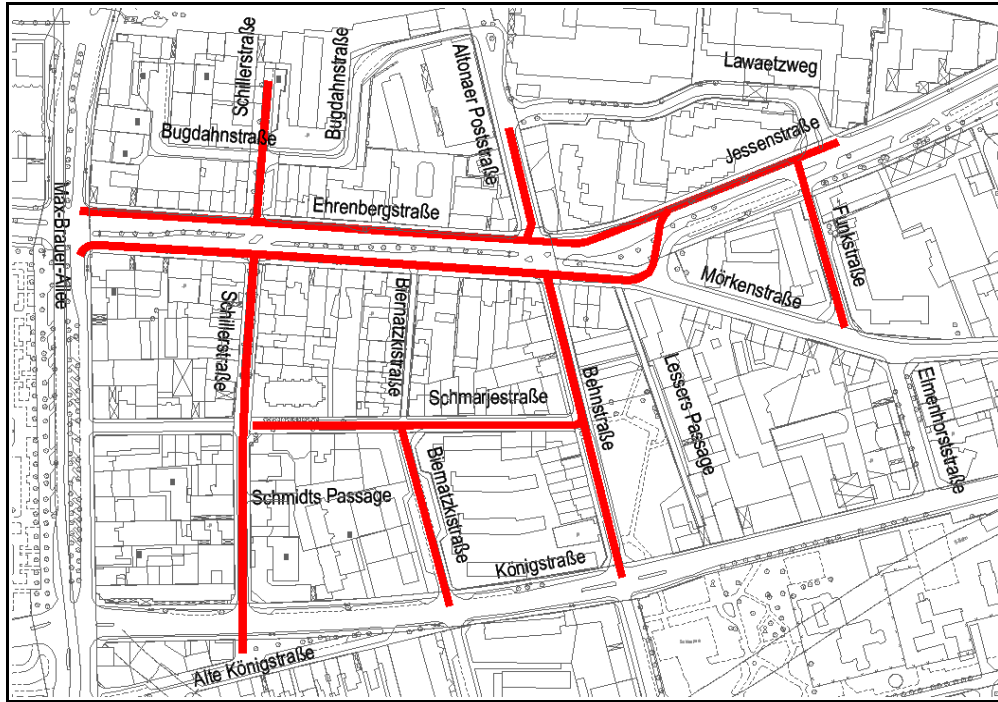 Schillerstraße
Bugdahnstraße
Bugdahnstraße
Altonaer Poststraße
Lawaetzweg
Jessenstraße
Max-Brauer-Allee
Ehrenbergstraße
Funkstraße
Mörkenstraße
Schillerstraße
Biernatzkistraße
Schmarjestraße
Behnstraße
Lessers Passage
Elmenhorststraße
Schmidts Passage
Biernatzkistraße
Königstraße
Alte Königstraße